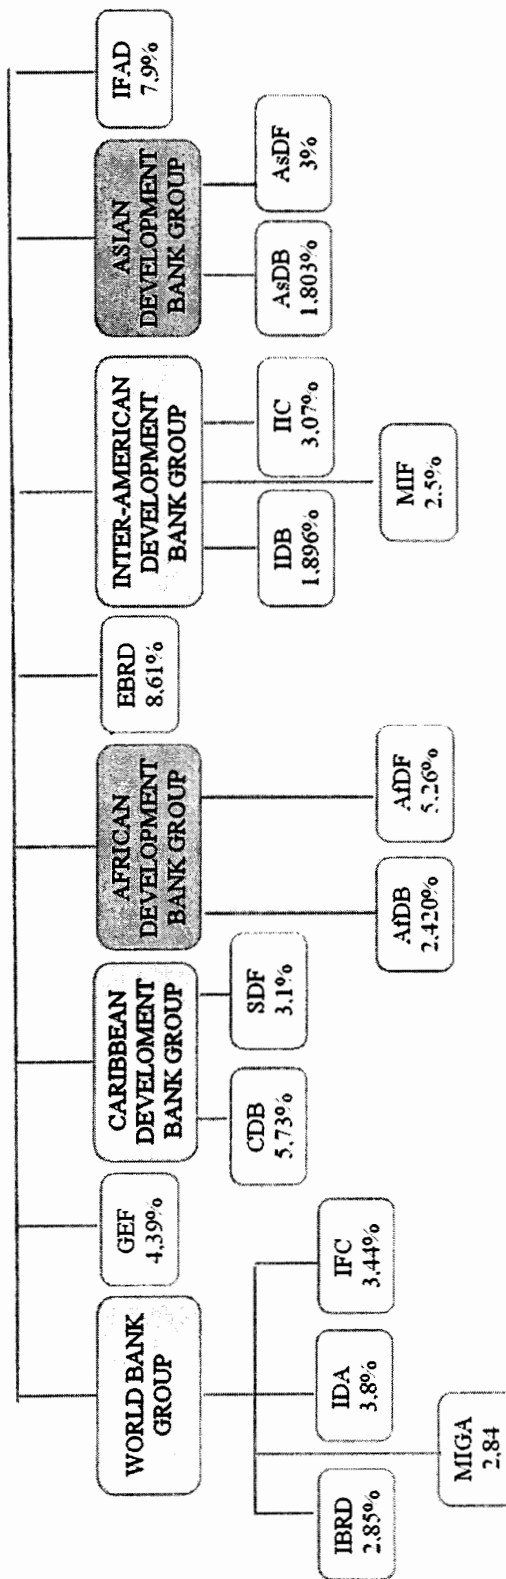 WORLD BANK
GROUP
IBRD
2.85%
MIGA
2.84
IDA
3.8%
IFC
3.44%
GEF
4.39%
CARIBBEAN
DEVELOMENT
BANK GROUP
CDB
5.73%
SDF
3.1%
AFRICAN
DEVELOPMENT
BANK GROUP
AfDB
2.420%
AfDF
5.26%
EBRD
8.61%
INTER-AMERICAN
DEVELOPMENT
BANK GROUP
IDB
1.896%
MIF
2.5%
IIC
3.07%
ASIAN
DEVELOPMENT
BANK GROUP
AsDB
1.803%
AsDF
3%
IFAD
7.9%